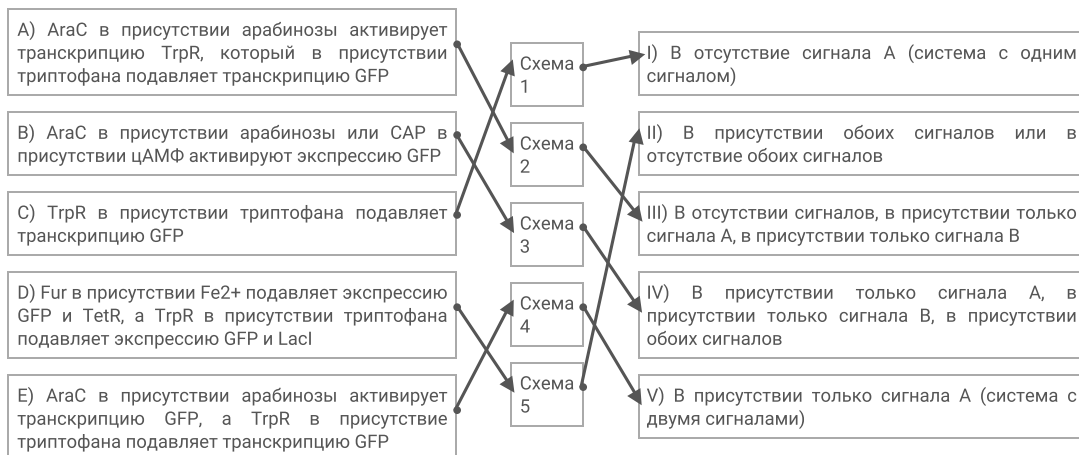 A) AraC в присутствии арабинозы активирует
транскрипцию TrpR, который в присутствии
триптофана подавляет транскрипцию GFP
B) AraC в присутствии арабинозы или CAP в
присутствии цАМФ активируют экспрессию GFP
C) TrpR в присутствии триптофана подавляет
транскрипцию GFP
D) Fur в присутствии Fe2+ подавляет экспрессию
GFP и TetR, а TrpR в присутствии триптофана
подавляет экспрессию GFP и LacI
E) AraC в присутствии арабинозы активирует
транскрипцию GFP, а TrpR в присутствие
триптофана подавляет транскрипцию GFP
Схема
1
Схема
2
Схема
3
Схема
4
Схема
5
I) В отсутствие сигнала А (система с одним
сигналом)
II) В присутствии обоих сигналов или в
отсутствие обоих сигналов
III) В отсутствии сигналов, в присутствии только
сигнала А, в присутствии только сигнала В
IV) В присутствии только сигнала А, в
присутствии только сигнала В, в присутствии
обоих сигналов
V) В присутствии только сигнала А (система с
двумя сигналами)